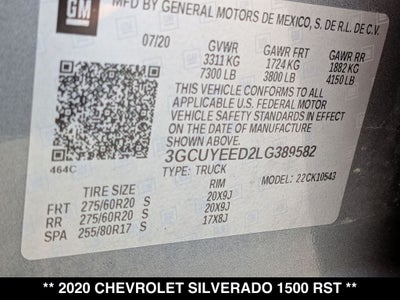 GM
MFD BY GENERAL MOTORS DE MEXICO, S. DE R.L. DE C.V.
07/20 GVWR GAWR FRT GAWR RR
3311 KG 1724 KG 1882 KG
7300 LB 3800 LB 4150 LB
THIS VEHICLE CONFORMS TO ALL
APPLICABLE U.S. FEDERAL MOTOR
VEHICLE SAFETY STANDARDS IN
EFFECT ON THE DATE OF MANUFACTURE
SHOWN ABOVE.
3GCUYEED2LG389582
464C TYPE: TRUCK MODEL: 22CK10543
TIRE SIZE RIM
FRT 275/60R20 S 20X9J
RR 275/60R20 S 20X9J
SPA 255/80R17 S 17X8J
** 2020 CHEVROLET SILVERADO 1500 RST **